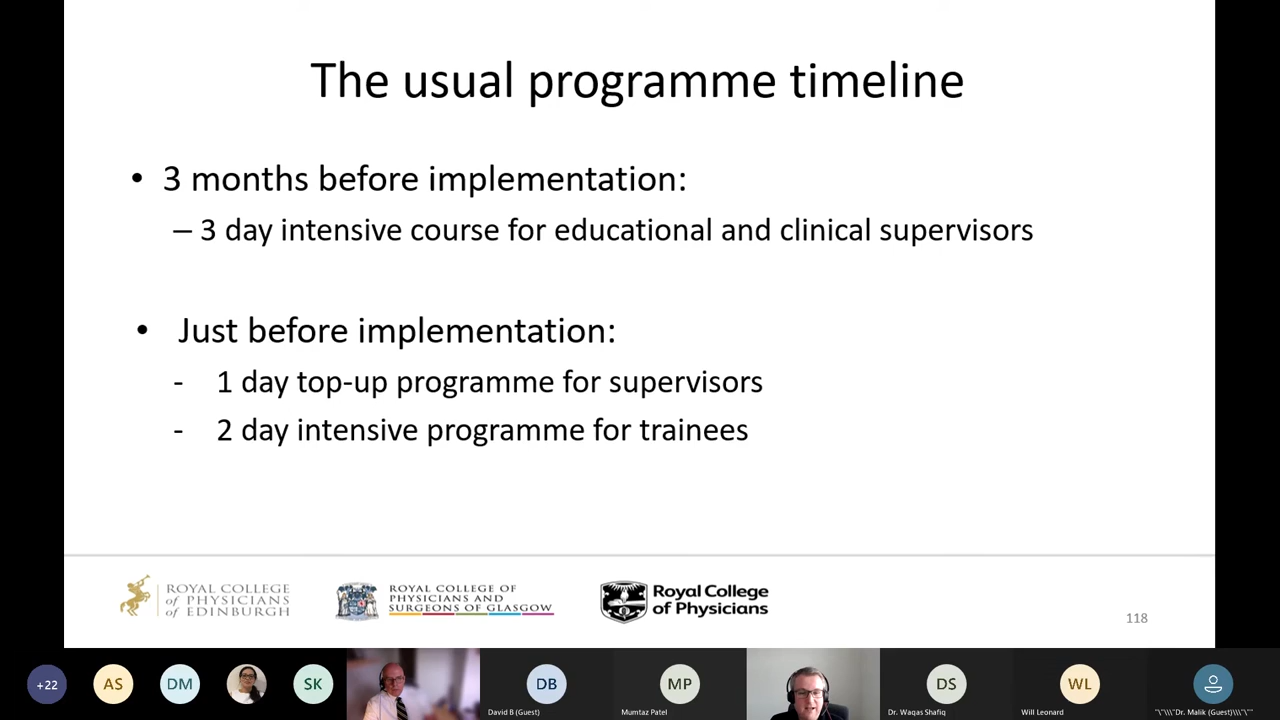 The usual programme timeline
• 3 months before implementation:
– 3 day intensive course for educational and clinical supervisors
• Just before implementation:
- 1 day top-up programme for supervisors
- 2 day intensive programme for trainees
ROYAL COLLEGE
of PHYSICIANS
of EDINBURGH
ROYAL COLLEGE OF
PHYSICIANS AND
SURGEONS OF GLASGOW
Royal College
of Physicians
118
+22
AS
DM
SK
DB
David B (Guest)
MP
Mumtaz Patel
DS
Dr. Waqas Shafiq
WL
Will Leonard
"\"\\\"Dr. Malik (Guest)\\\"\""